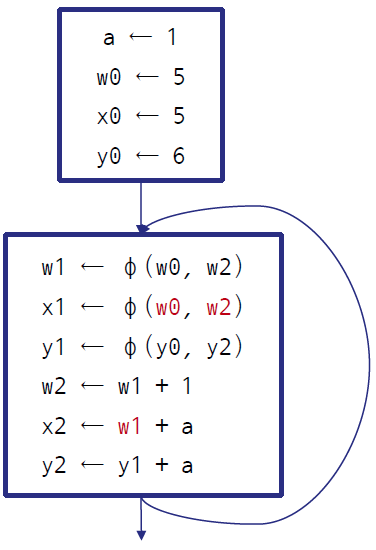 a ← 1
w0 ← 5
x0 ← 5
y0 ← 6
w1 ← ϕ(w0, w2)
x1 ← ϕ(w0, w2)
y1 ← ϕ(y0, y2)
w2 ← w1 + 1
x2 ← w1 + a
y2 ← y1 + a